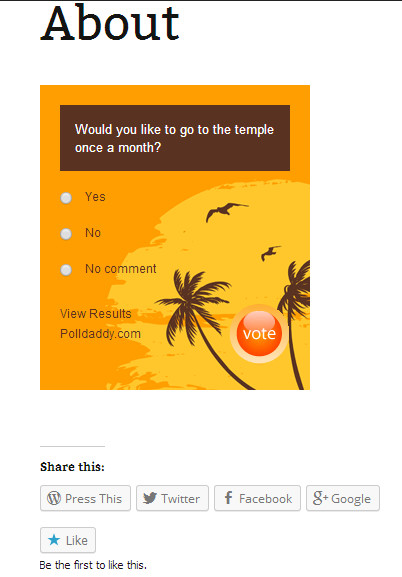 About
Would you like to go to the temple
once a month?
Yes
No
No comment
View Results
Polldaddy.com
vote
Share this:
Press This Twitter Facebook Google
Like
Be the first to like this.